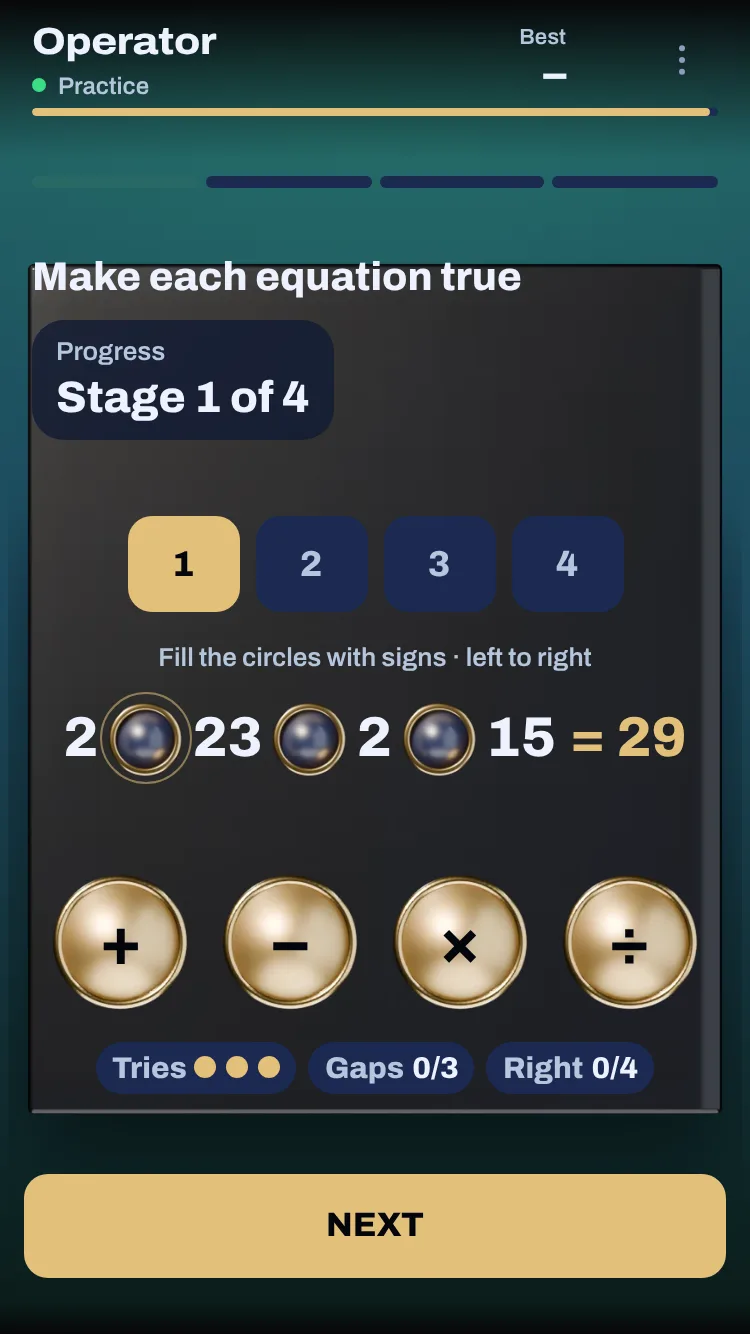 Operator
Best
Practice
–
Make each equation true
Progress
Stage 1 of 4
1 2 3 4
Fill the circles with signs · left to right
2 23 2 15 = 29
+ − × ÷
Tries Gaps 0/3 Right 0/4
NEXT